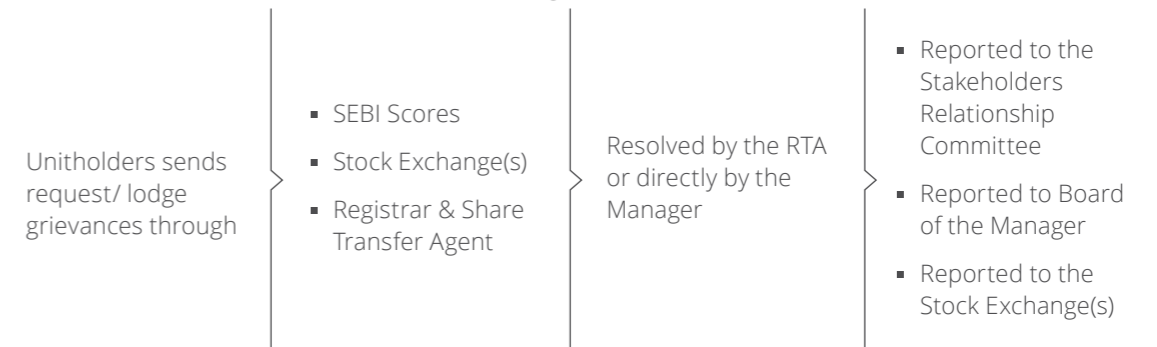 Unitholders sends
request/ lodge
grievances through
▪ SEBI Scores
▪ Stock Exchange(s)
▪ Registrar & Share
Transfer Agent
Resolved by the RTA
or directly by the
Manager
▪ Reported to the
Stakeholders
Relationship
Committee
▪ Reported to Board
of the Manager
▪ Reported to the
Stock Exchange(s)